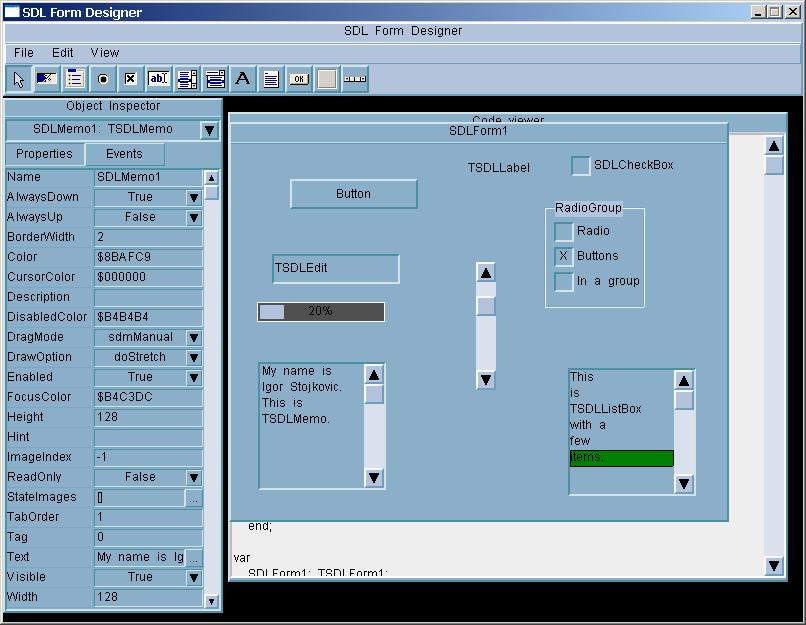 SDL Form Designer
SDL Form Designer
File Edit View
abI
A
OK
Object Inspector
SDLMemo1: TSDLMemo
Properties Events
Name SDLMemo1
AlwaysDown True
AlwaysUp False
BorderWidth 2
Color $8BAFC9
CursorColor $000000
Description
DisabledColor $B4B4B4
DragMode sdmManual
DrawOption doStretch
Enabled True
FocusColor $B4C3DC
Height 128
Hint
ImageIndex -1
ReadOnly False
StateImages [] ...
TabOrder 1
Tag 0
Text My name is Ig ...
Visible True
Width 128
Code viewer
SDLForm1
TSDLLabel
SDLCheckBox
Button
RadioGroup
Radio
X Buttons
In a group
TSDLEdit
20%
My name is
Igor Stojkovic.
This is
TSDLMemo.
This
is
TSDLListBox
with a
few
items.
end;
var
SDLForm1: TSDLForm1;